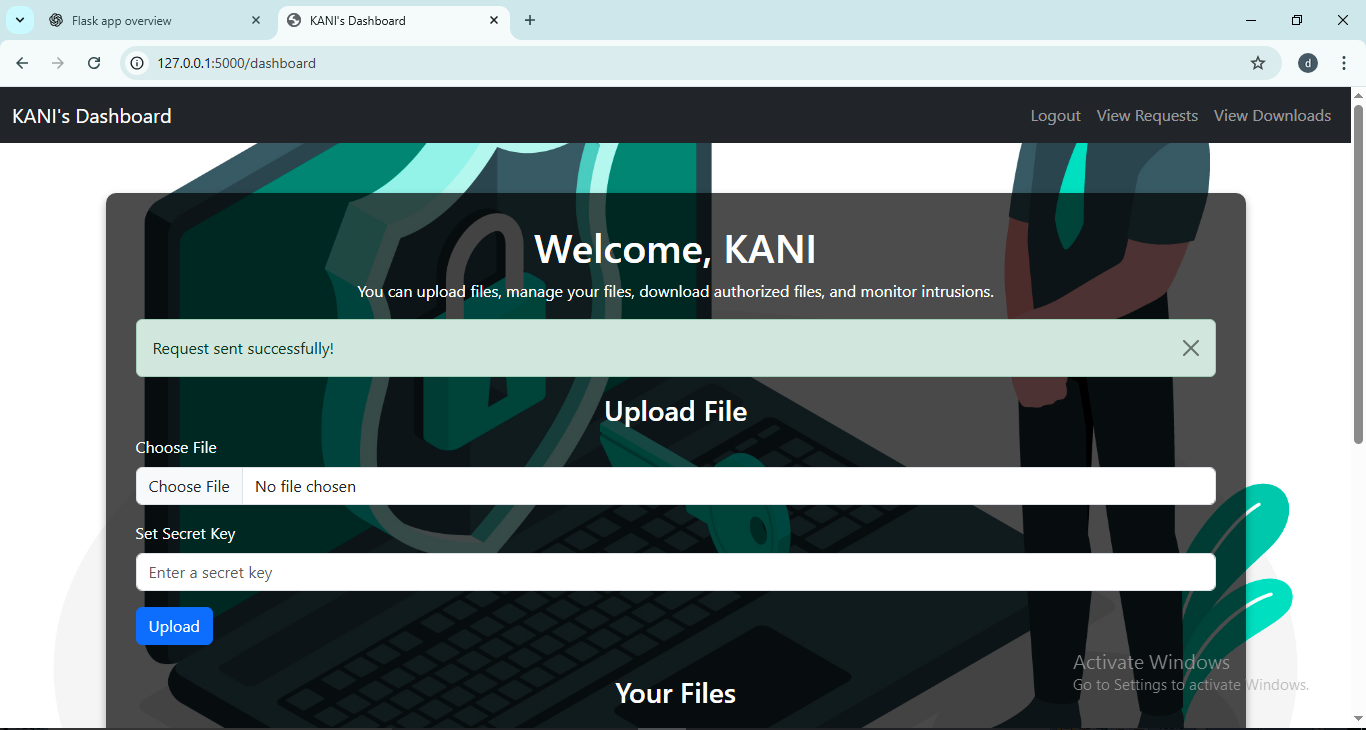 Flask app overview
KANI's Dashboard
127.0.0.1:5000/dashboard
d
KANI's Dashboard
Logout View Requests View Downloads
Welcome, KANI
You can upload files, manage your files, download authorized files, and monitor intrusions.
Request sent successfully!
Upload File
Choose File
Choose File No file chosen
Set Secret Key
Enter a secret key
Upload
Your Files
Activate Windows
Go to Settings to activate Windows.